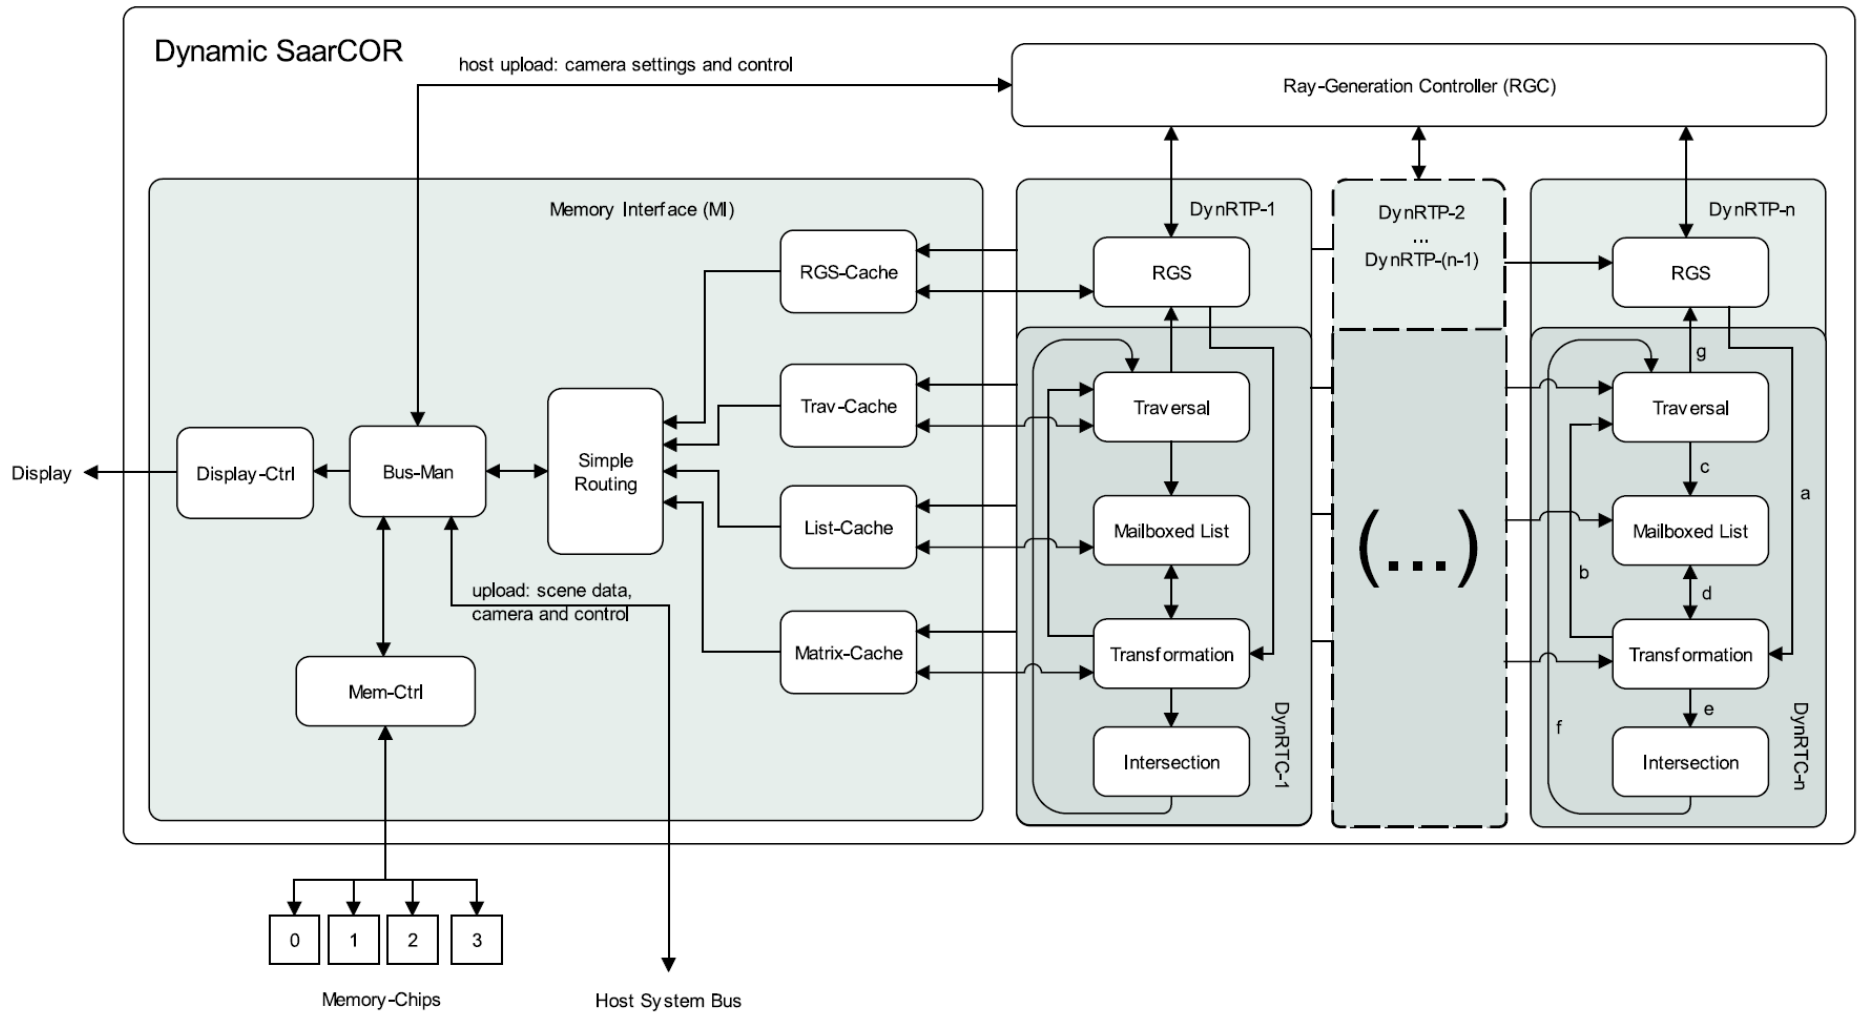 Dynamic SaarCOR
host upload: camera settings and control
Ray-Generation Controller (RGC)
Memory Interface (MI)
DynRTP-1
DynRTP-2
...
DynRTP-(n-1)
DynRTP-n
RGS-Cache
RGS
RGS
g
Trav-Cache
Traversal
Traversal
Display
Display-Ctrl
Bus-Man
Simple
Routing
c
a
List-Cache
Mailboxed List
(...)
Mailboxed List
b
d
upload: scene data,
camera and control
Matrix-Cache
Transformation
Transformation
Mem-Ctrl
e
f
DynRTC-1
DynRTC-n
Intersection
Intersection
0
1
2
3
Memory-Chips
Host System Bus